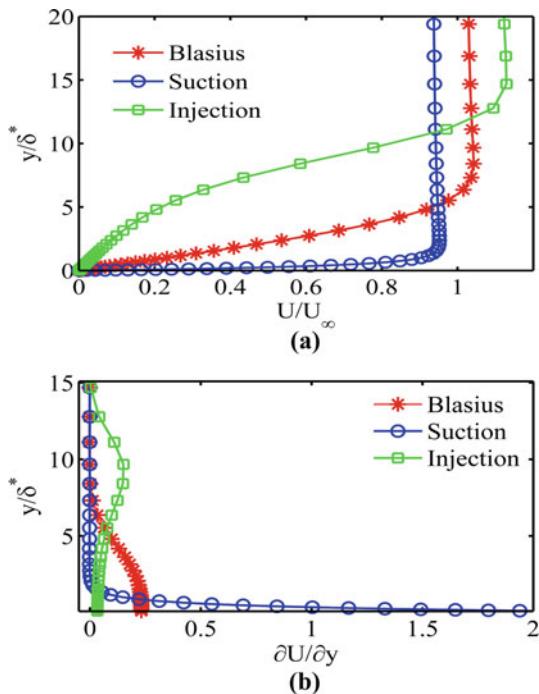 20
15
10
5
0
y/δ*
Blasius
Suction
Injection
0 0.2 0.4 0.6 0.8 1
U/U∞
(a)
15
10
5
y/δ*
Blasius
Suction
Injection
0 0.5 1 1.5 2
∂U/∂y
(b)